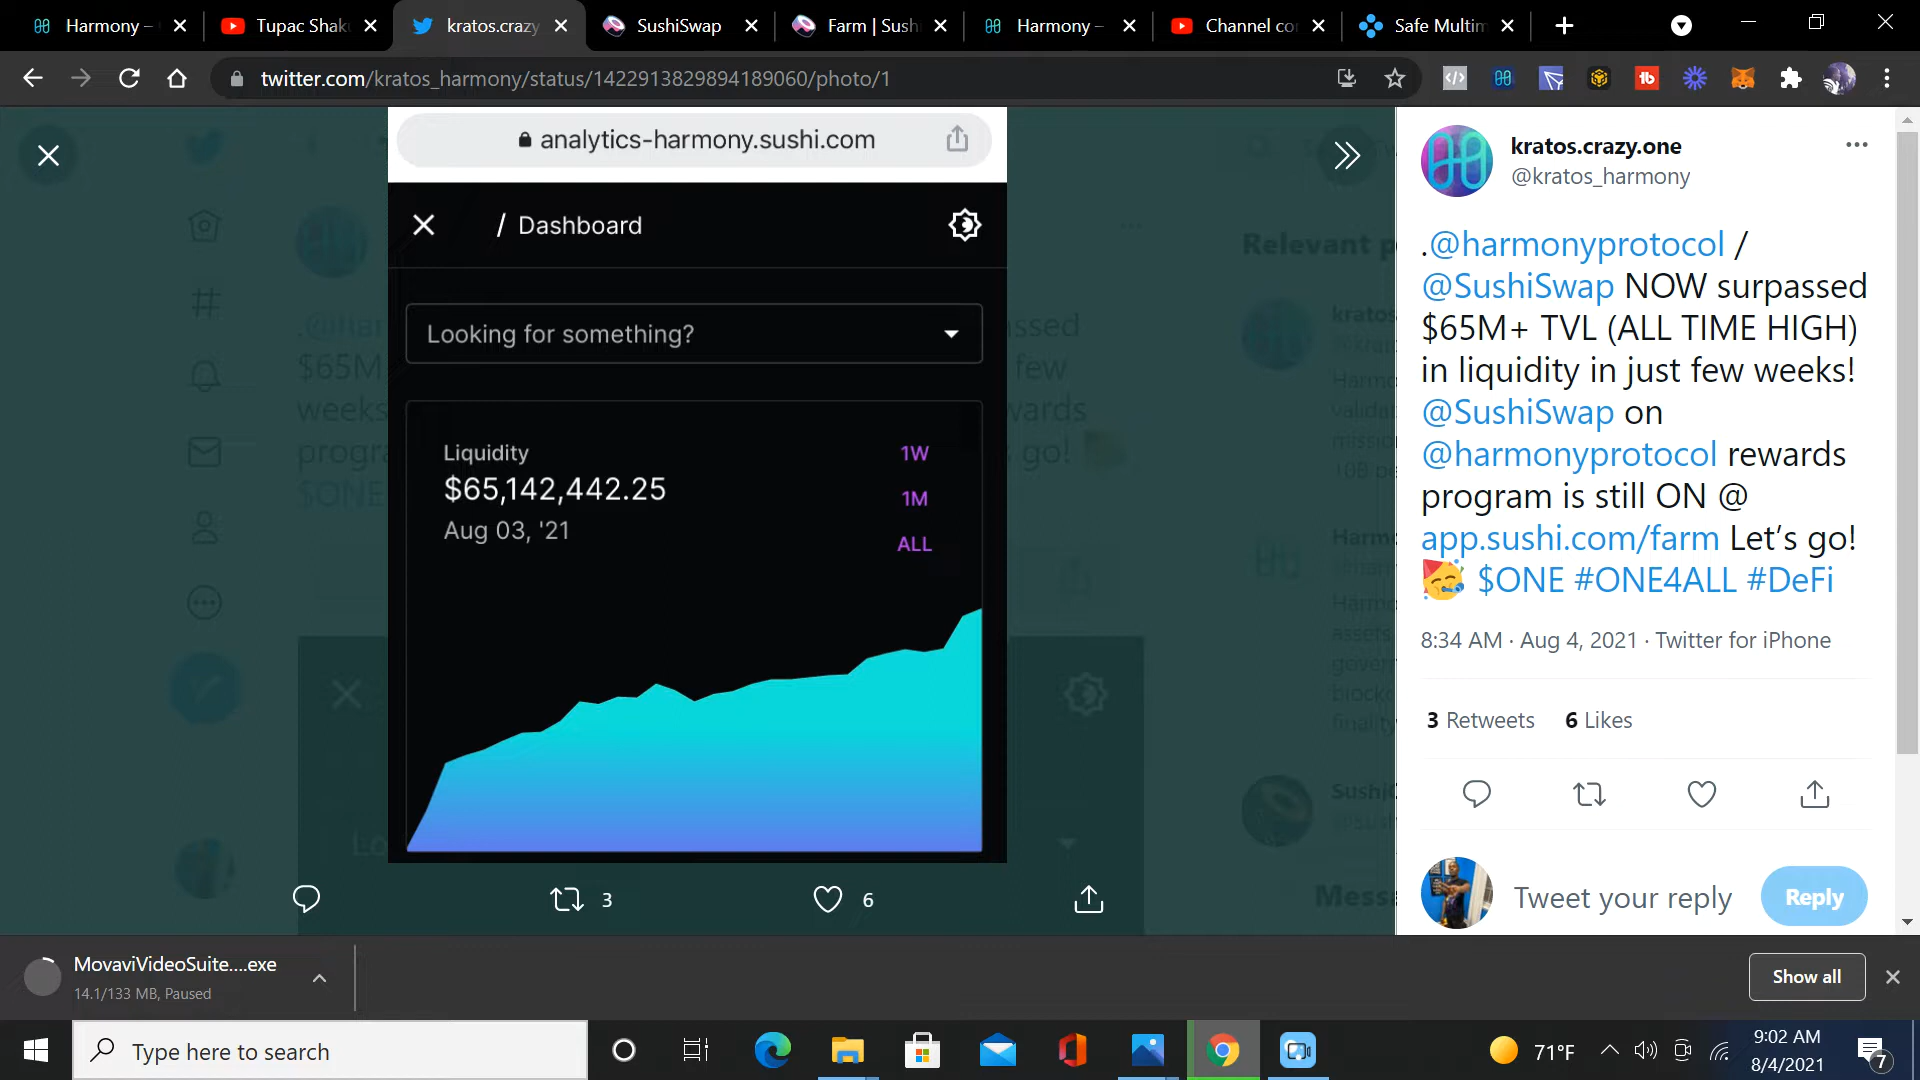 Harmony –
Tupac Shak
kratos.crazy
SushiSwap
Farm | Sush
Harmony –
Channel co
Safe Multim
twitter.com/kratos_harmony/status/1422913829894189060/photo/1
analytics-harmony.sushi.com
/ Dashboard
Looking for something?
Liquidity
$65,142,442.25
Aug 03, '21
1W
1M
ALL
3
6
Relevant p
kratos.crazy.one
@kratos_harmony
.@harmonyprotocol /
@SushiSwap NOW surpassed
$65M+ TVL (ALL TIME HIGH)
in liquidity in just few weeks!
@SushiSwap on
@harmonyprotocol rewards
program is still ON @
app.sushi.com/farm Let’s go!
🥳 $ONE #ONE4ALL #DeFi
8:34 AM · Aug 4, 2021 · Twitter for iPhone
3 Retweets 6 Likes
Tweet your reply
Reply
MovaviVideoSuite....exe
14.1/133 MB, Paused
Show all
Type here to search
71°F
9:02 AM
8/4/2021
7